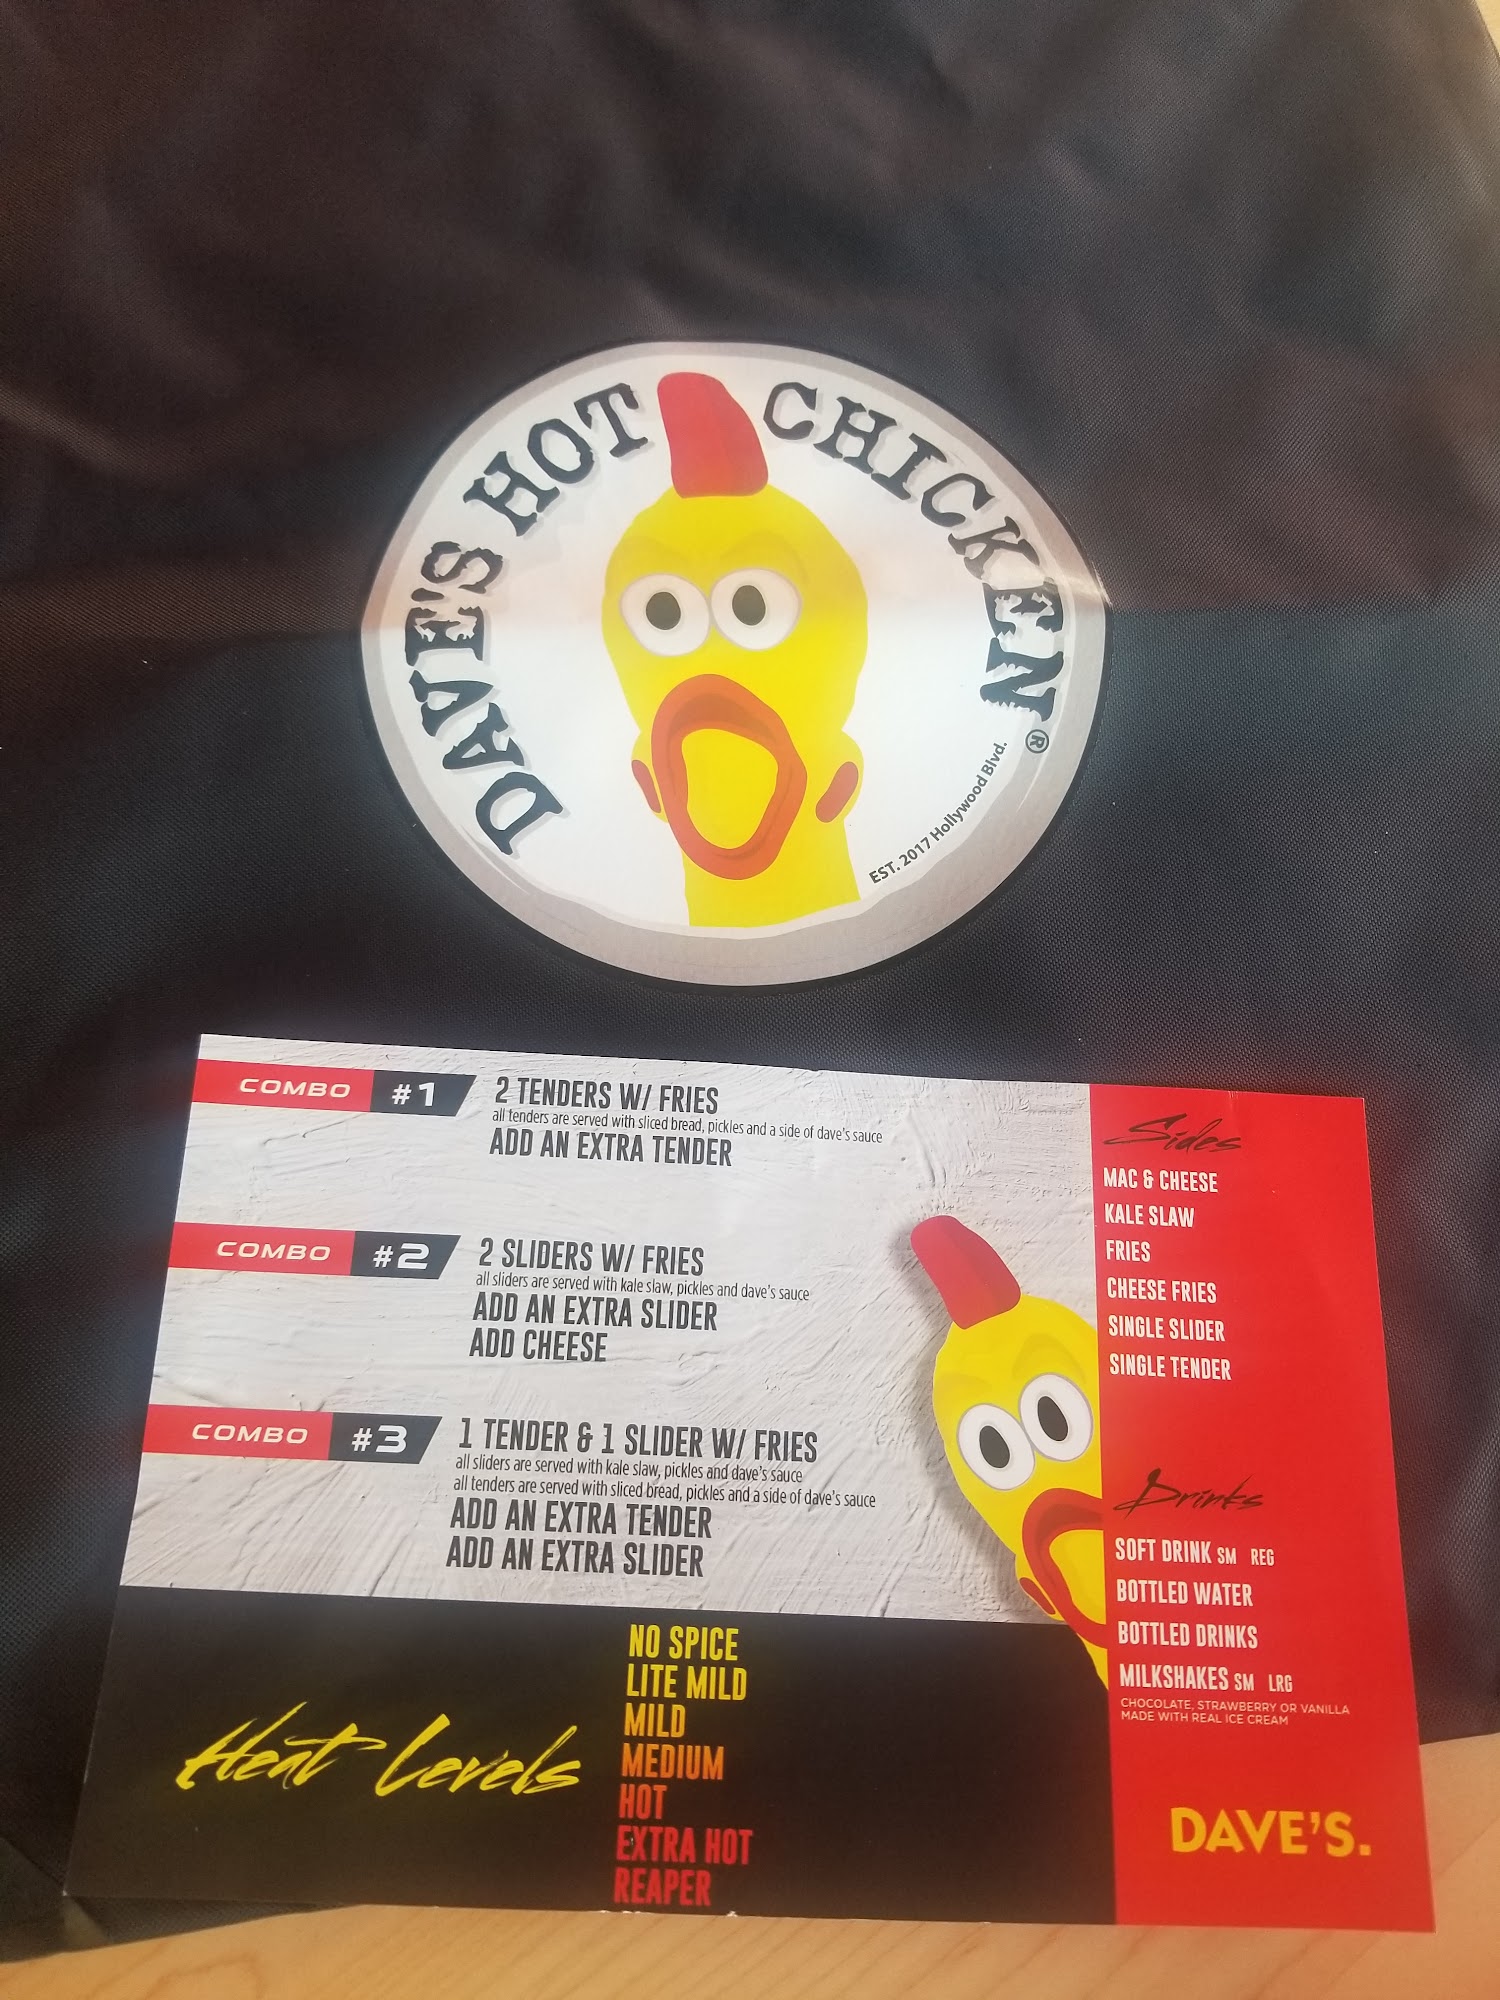 DAVE'S HOT CHICKEN®
EST. 2017 Hollywood Blvd.
COMBO #1
2 TENDERS W/ FRIES
all tenders are served with sliced bread, pickles and a side of dave's sauce
ADD AN EXTRA TENDER
COMBO #2
2 SLIDERS W/ FRIES
all sliders are served with kale slaw, pickles and dave's sauce
ADD AN EXTRA SLIDER
ADD CHEESE
COMBO #3
1 TENDER & 1 SLIDER W/ FRIES
all sliders are served with kale slaw, pickles and dave's sauce
all tenders are served with sliced bread, pickles and a side of dave's sauce
ADD AN EXTRA TENDER
ADD AN EXTRA SLIDER
Heat Levels
NO SPICE
LITE MILD
MILD
MEDIUM
HOT
EXTRA HOT
REAPER
Sides
MAC & CHEESE
KALE SLAW
FRIES
CHEESE FRIES
SINGLE SLIDER
SINGLE TENDER
Drinks
SOFT DRINK SM REG
BOTTLED WATER
BOTTLED DRINKS
MILKSHAKES SM LRG
CHOCOLATE, STRAWBERRY OR VANILLA
MADE WITH REAL ICE CREAM
DAVE'S.